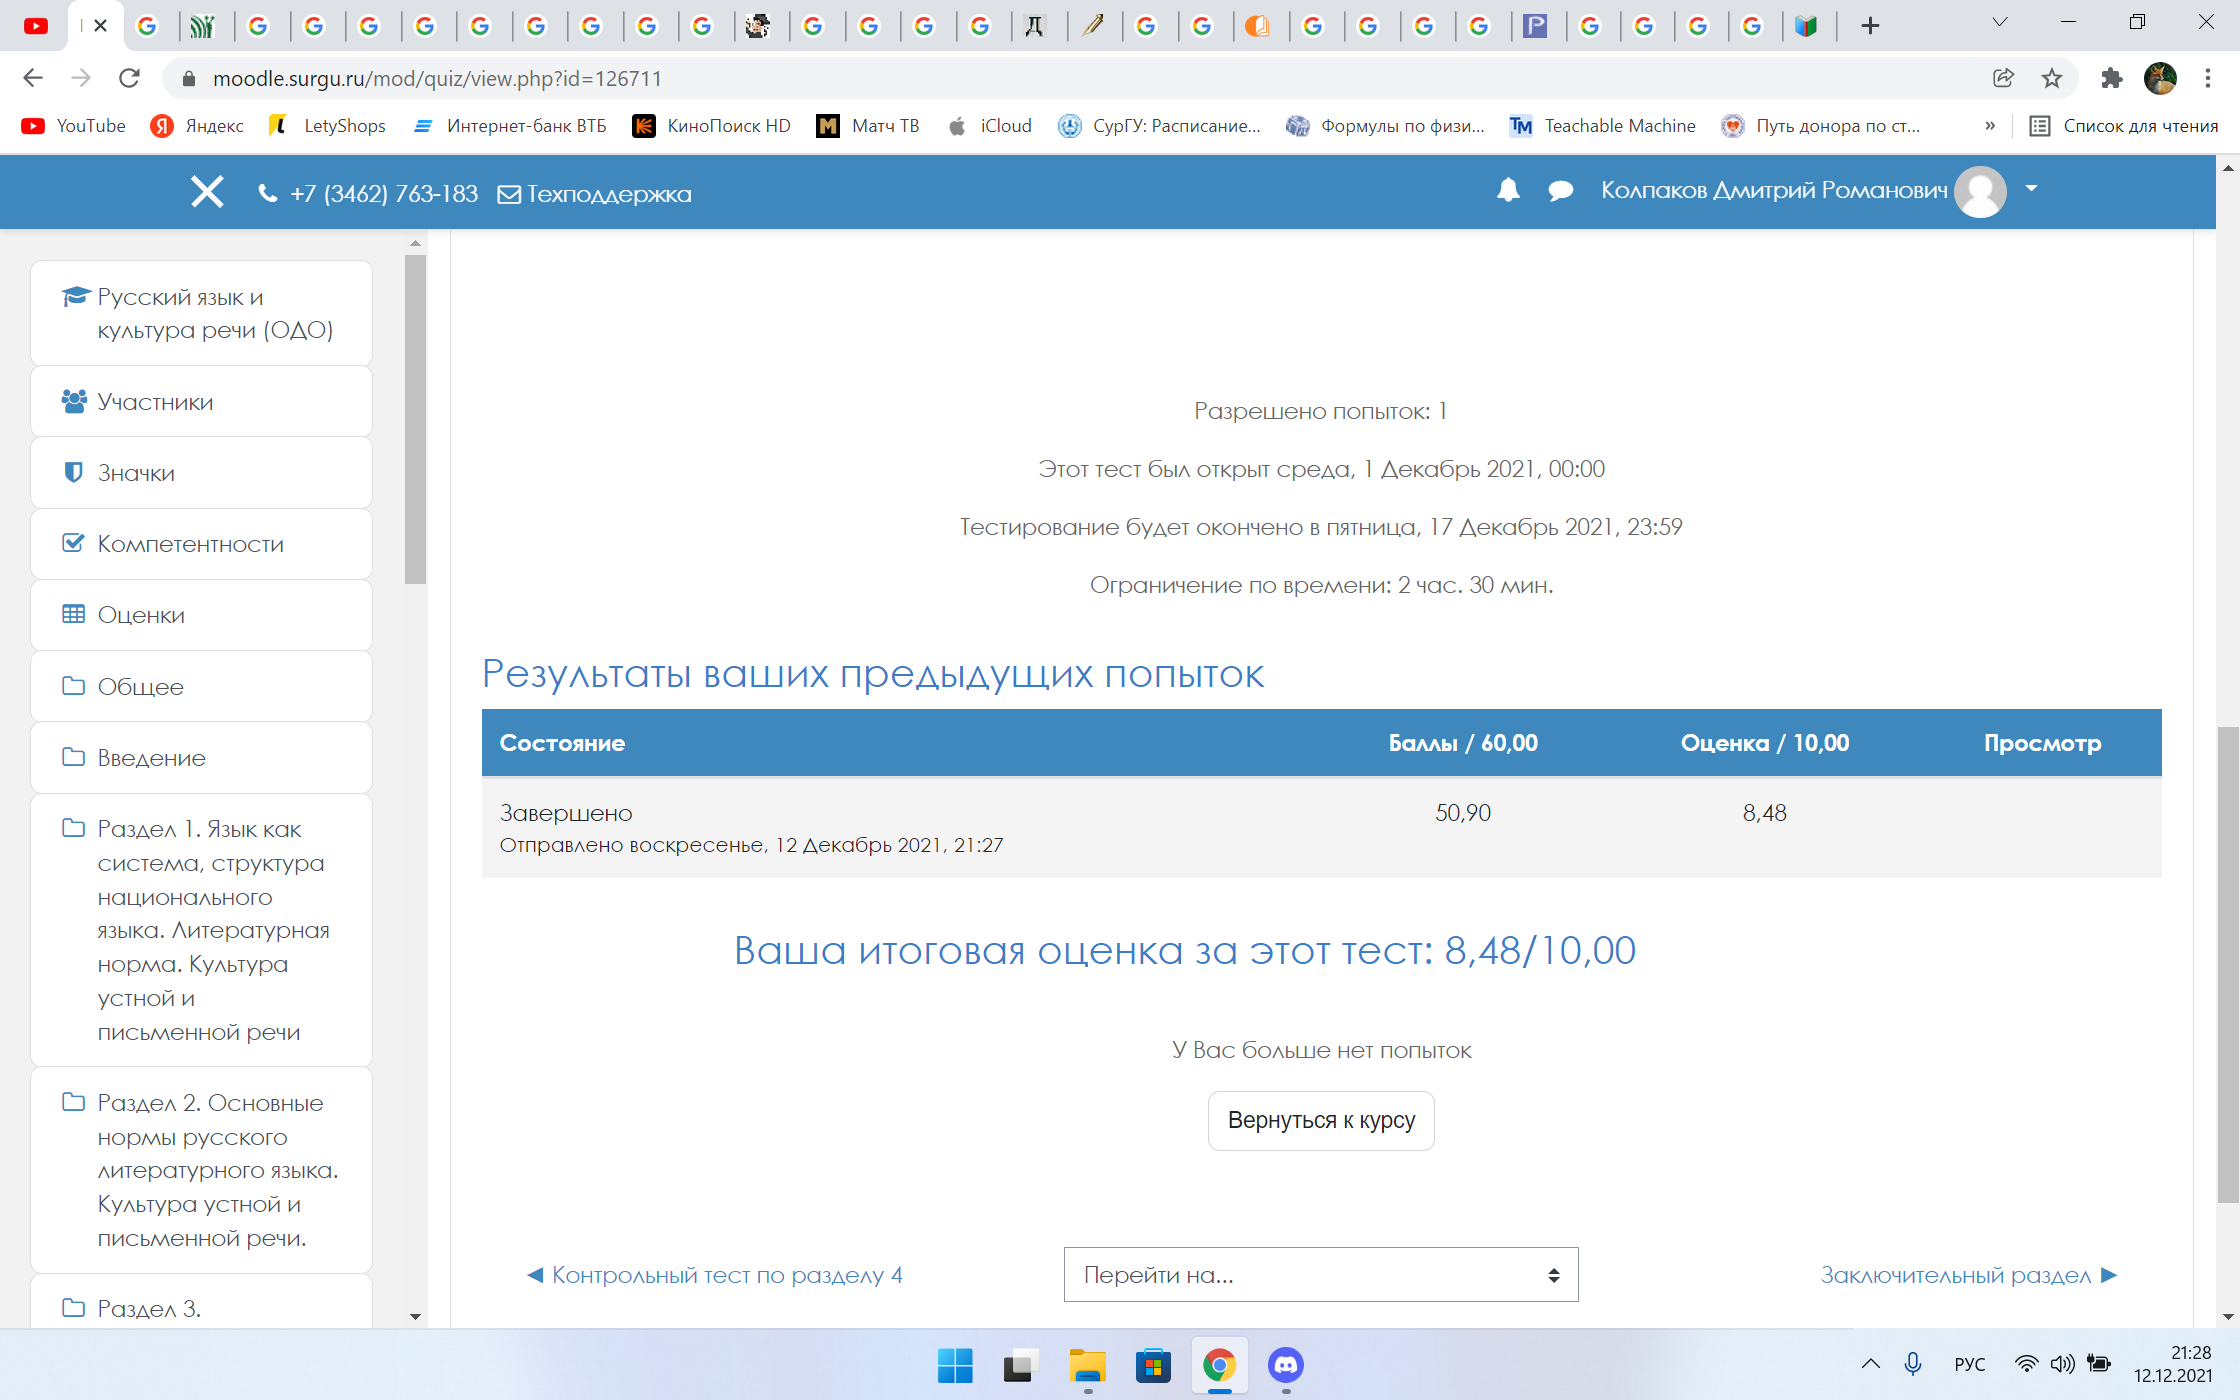 moodle.surgu.ru/mod/quiz/view.php?id=126711
YouTube
Яндекс
LetyShops
Интернет-банк ВТБ
КиноПоиск HD
Матч ТВ
iCloud
СурГУ: Расписание...
Формулы по физи...
Teachable Machine
Путь донора по ст...
»
Список для чтения
+7 (3462) 763-183
Техподдержка
Колпаков Дмитрий Романович
Русский язык и
культура речи (ОДО)
Участники
Значки
Компетентности
Оценки
Общее
Введение
Раздел 1. Язык как
система, структура
национального
языка. Литературная
норма. Культура
устной и
письменной речи
Раздел 2. Основные
нормы русского
литературного языка.
Культура устной и
письменной речи.
Раздел 3.
Разрешено попыток: 1
Этот тест был открыт среда, 1 Декабрь 2021, 00:00
Тестирование будет окончено в пятница, 17 Декабрь 2021, 23:59
Ограничение по времени: 2 час. 30 мин.
Результаты ваших предыдущих попыток
Состояние Баллы / 60,00 Оценка / 10,00 Просмотр
Завершено 50,90 8,48
Отправлено воскресенье, 12 Декабрь 2021, 21:27
Ваша итоговая оценка за этот тест: 8,48/10,00
У Вас больше нет попыток
Вернуться к курсу
◄ Контрольный тест по разделу 4
Перейти на...
Заключительный раздел ►
РУС
21:28
12.12.2021